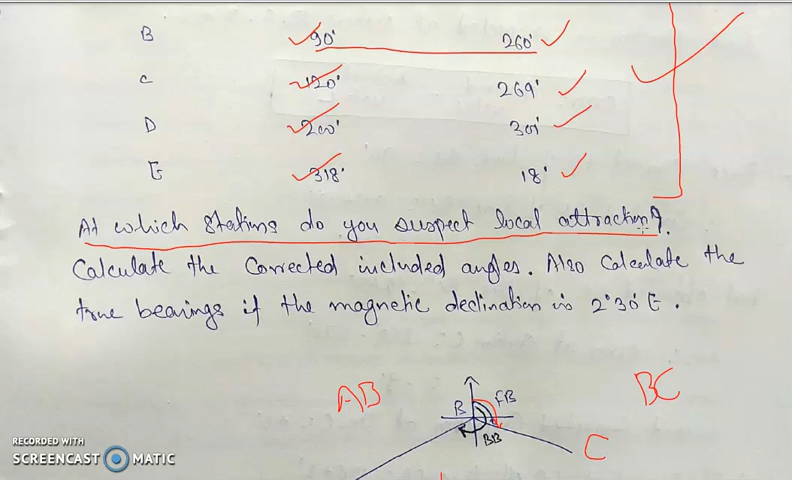 B 90' 260'
C 120' 269'
D 200' 301'
E 318' 18'
At which stations do you suspect local attraction?
Calculate the Corrected included angles. Also Calculate the
true bearings if the magnetic declination is 2°30' E.
AB B FB BC
BB C
RECORDED WITH
SCREENCAST MATIC